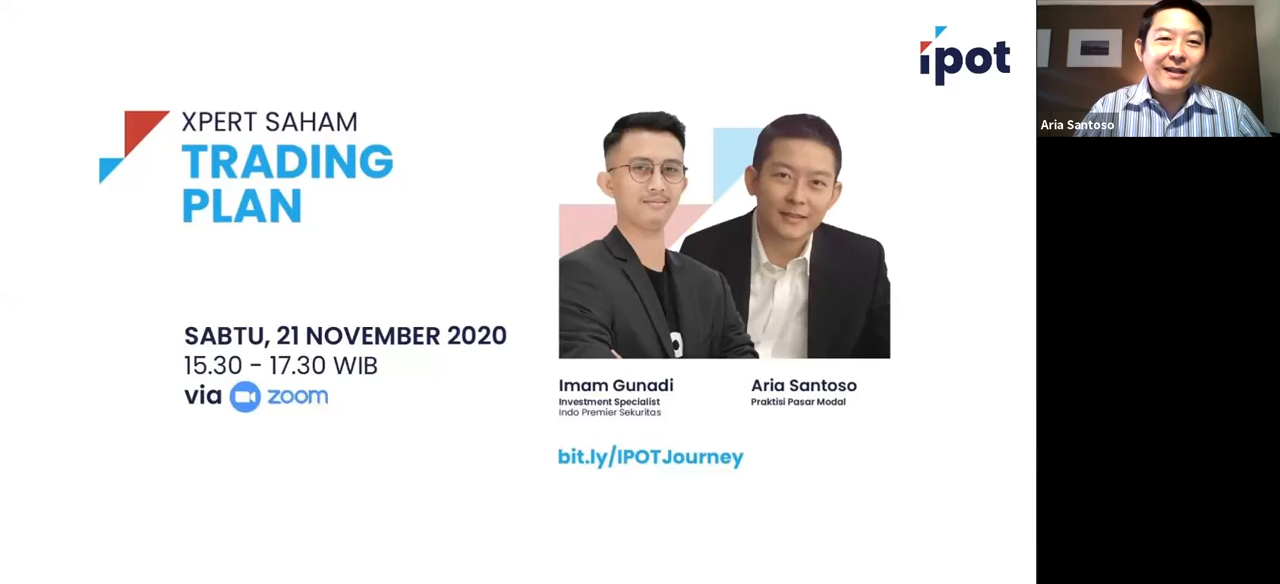 ipot
XPERT SAHAM
TRADING
PLAN
SABTU, 21 NOVEMBER 2020
15.30 - 17.30 WIB
via zoom
Imam Gunadi
Investment Specialist
Indo Premier Sekuritas
Aria Santoso
Praktisi Pasar Modal
bit.ly/IPOTJourney
Aria Santoso